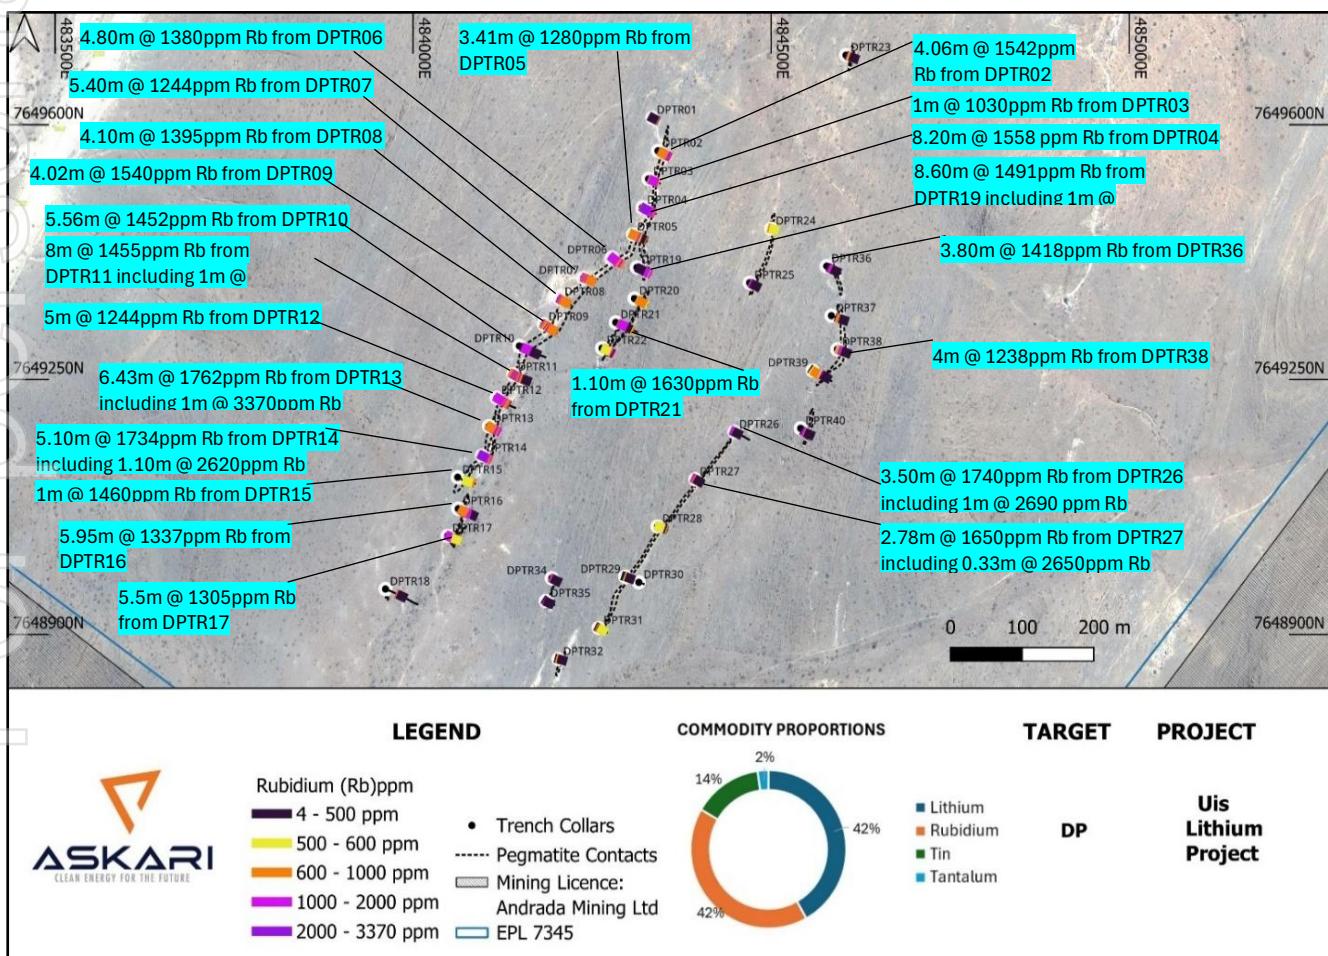 483500E
484000E
484500E
485000E
7649600N
7649600N
7649250N
7649250N
7648900N
7648900N
4.80m @ 1380ppm Rb from DPTR06
5.40m @ 1244ppm Rb from DPTR07
4.10m @ 1395ppm Rb from DPTR08
4.02m @ 1540ppm Rb from DPTR09
5.56m @ 1452ppm Rb from DPTR10
8m @ 1455ppm Rb from
DPTR11 including 1m @
5m @ 1244ppm Rb from DPTR12
6.43m @ 1762ppm Rb from DPTR13
including 1m @ 3370ppm Rb
5.10m @ 1734ppm Rb from DPTR14
including 1.10m @ 2620ppm Rb
1m @ 1460ppm Rb from DPTR15
5.95m @ 1337ppm Rb from
DPTR16
5.5m @ 1305ppm Rb
from DPTR17
3.41m @ 1280ppm Rb from
DPTR05
4.06m @ 1542ppm
Rb from DPTR02
1m @ 1030ppm Rb from DPTR03
8.20m @ 1558 ppm Rb from DPTR04
8.60m @ 1491ppm Rb from
DPTR19 including 1m @
3.80m @ 1418ppm Rb from DPTR36
4m @ 1238ppm Rb from DPTR38
1.10m @ 1630ppm Rb
from DPTR21
3.50m @ 1740ppm Rb from DPTR26
including 1m @ 2690 ppm Rb
2.78m @ 1650ppm Rb from DPTR27
including 0.33m @ 2650ppm Rb
DPTR23
DPTR01
DPTR02
DPTR03
DPTR04
DPTR05
DPTR06
DPTR19
DPTR07
DPTR08
DPTR20
DPTR09
DPTR21
DPTR10
DPTR22
DPTR11
DPTR12
DPTR13
DPTR14
DPTR15
DPTR16
DPTR17
DPTR18
DPTR24
DPTR25
DPTR36
DPTR37
DPTR38
DPTR39
DPTR40
DPTR26
DPTR27
DPTR28
DPTR29
DPTR30
DPTR31
DPTR32
DPTR34
DPTR35
0 100 200 m
LEGEND
Rubidium (Rb)ppm
4 - 500 ppm
500 - 600 ppm
600 - 1000 ppm
1000 - 2000 ppm
2000 - 3370 ppm
Trench Collars
Pegmatite Contacts
Mining Licence:
Andrada Mining Ltd
EPL 7345
ASKARI
CLEAN ENERGY FOR THE FUTURE
COMMODITY PROPORTIONS
2%
14%
42%
42%
Lithium
Rubidium
Tin
Tantalum
TARGET
DP
PROJECT
Uis
Lithium
Project